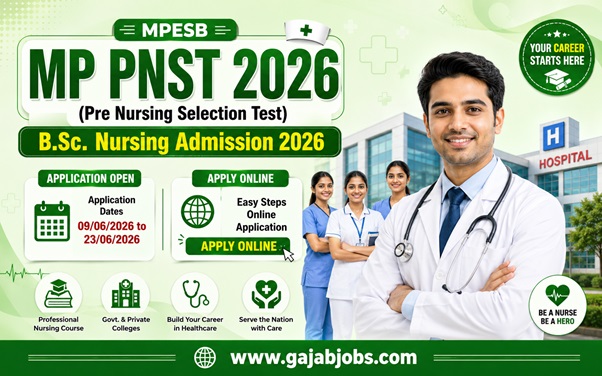 MPESB
MP PNST 2026
(Pre Nursing Selection Test)
B.Sc. Nursing Admission 2026
YOUR CAREER
STARTS HERE
APPLICATION OPEN
Application
Dates
09/06/2026 to
23/06/2026
APPLY ONLINE
Easy Steps
Online
Application
APPLY ONLINE
H
HOSPITAL
Professional
Nursing Course
Govt. & Private
Colleges
Build Your Career
in Healthcare
Serve the Nation
with Care
BE A NURSE
BE A HERO
www.gajabjobs.com